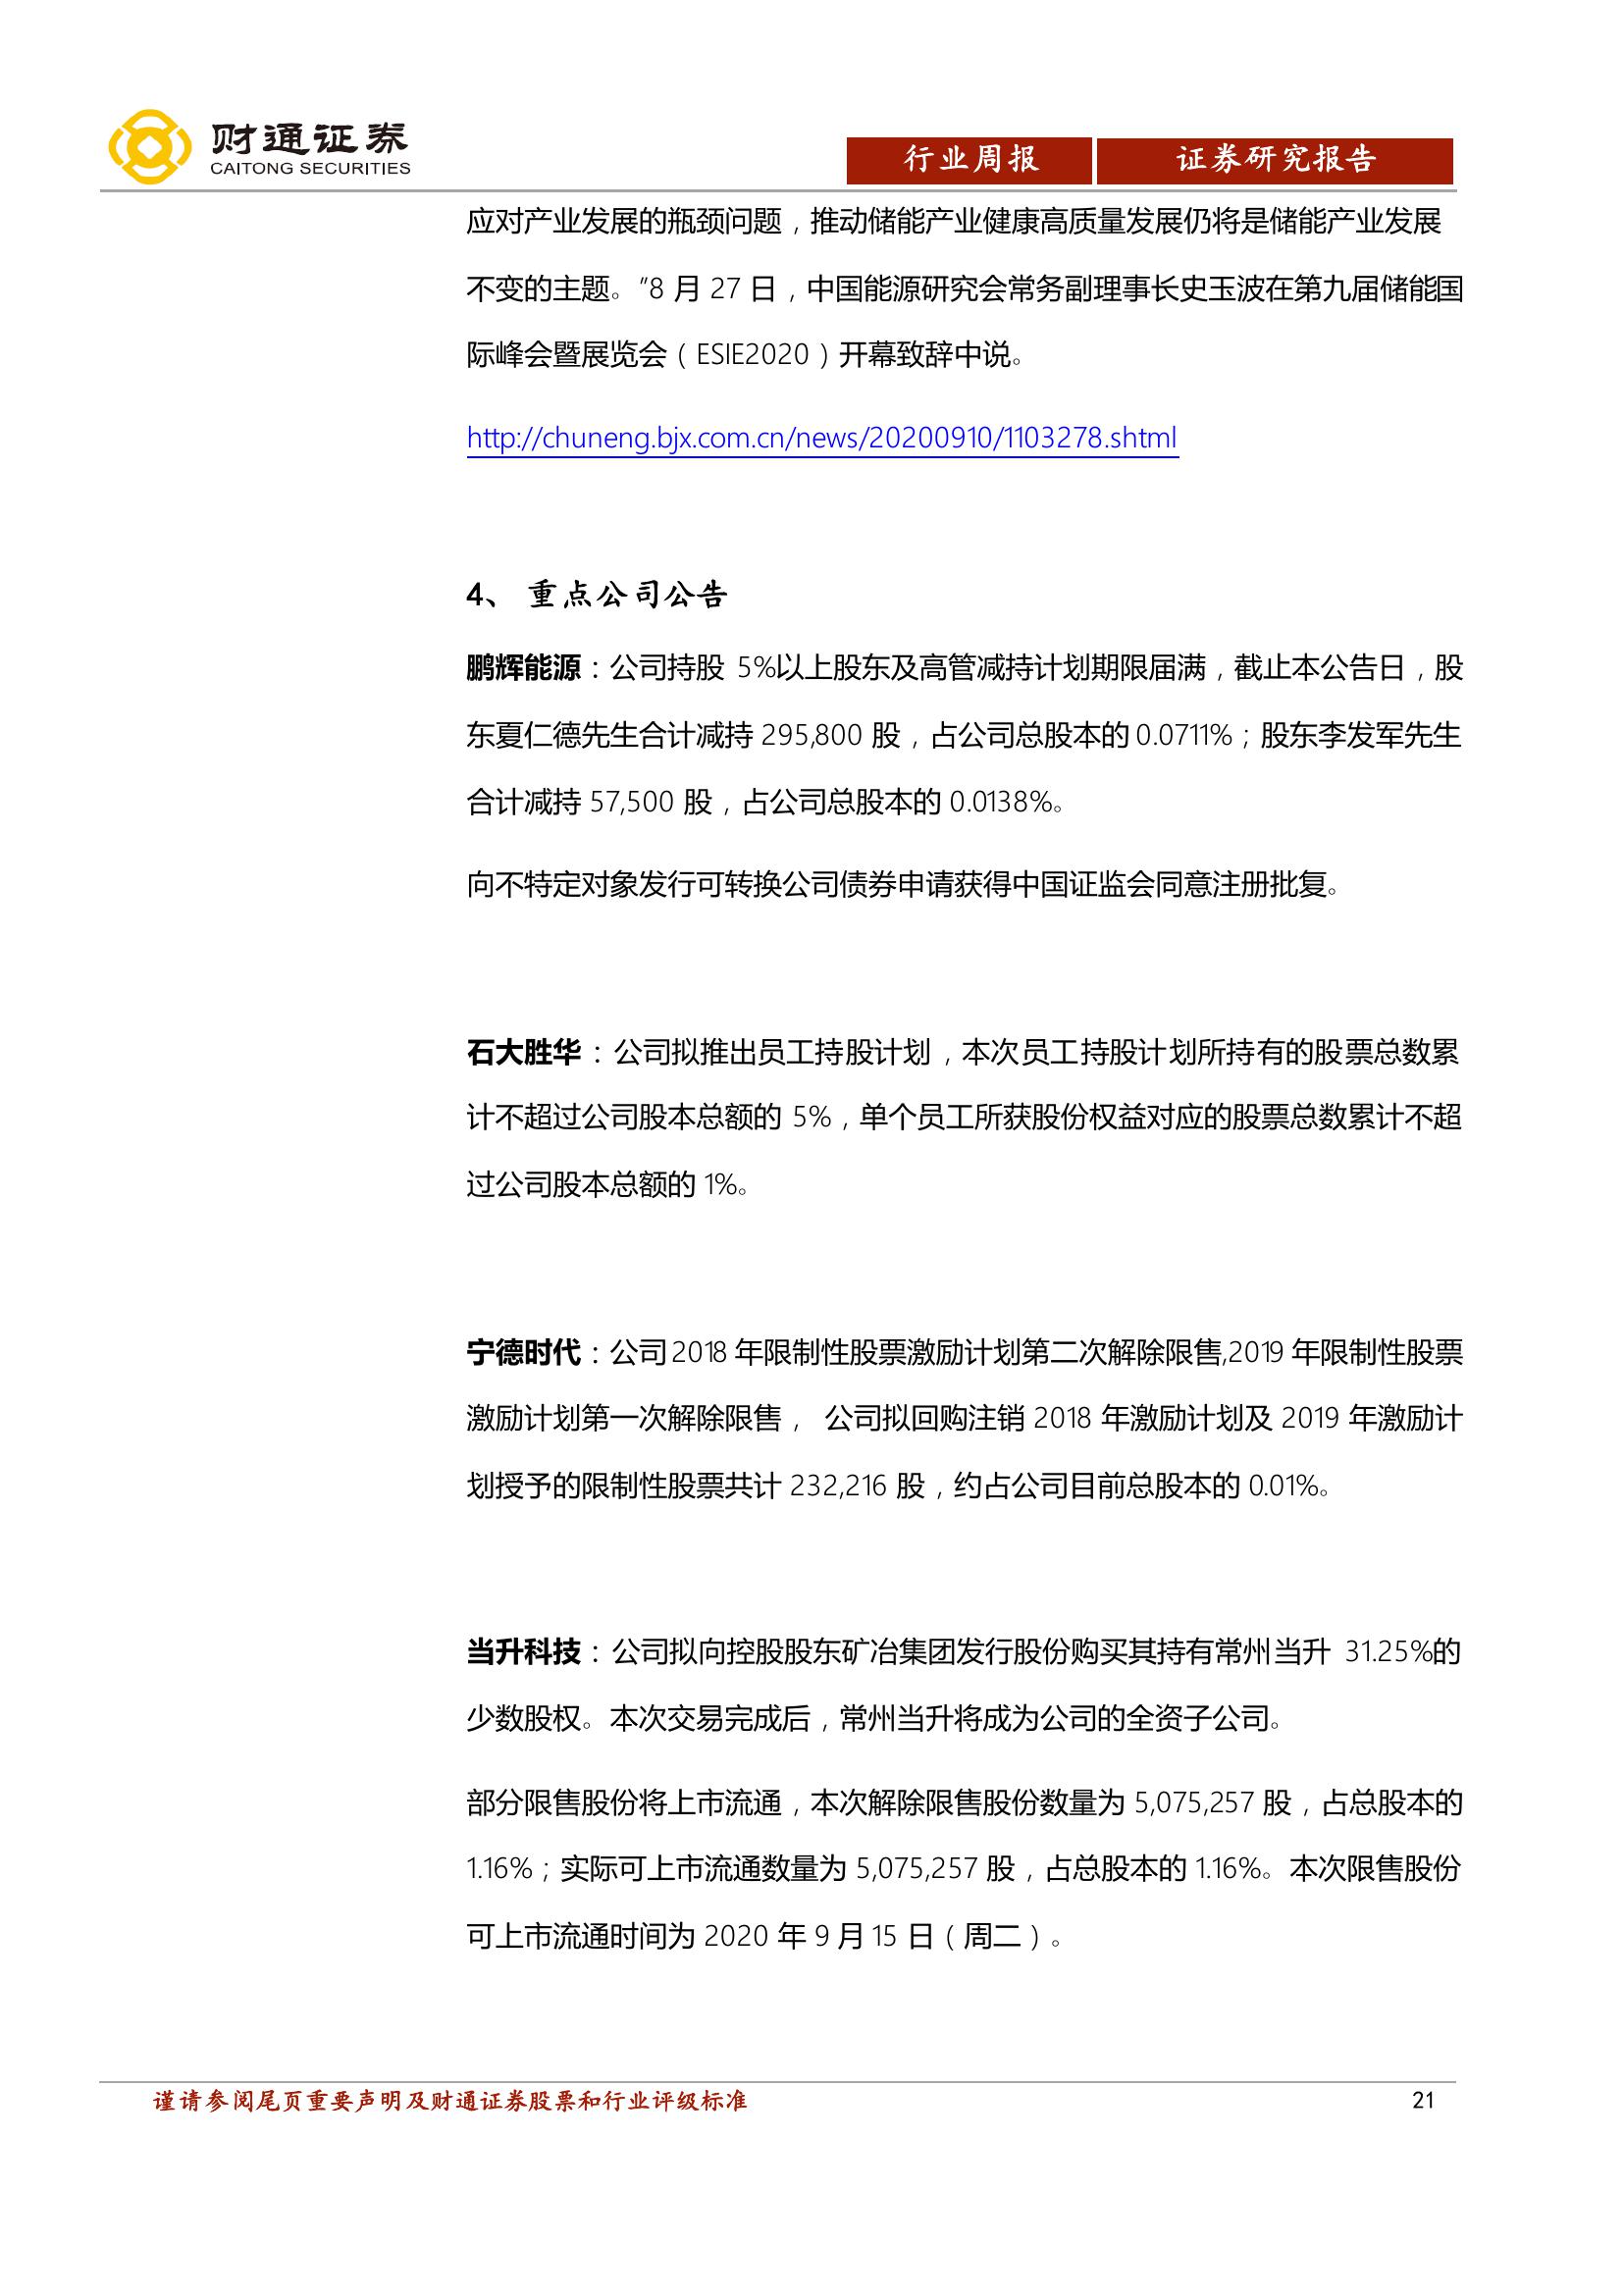 财通证券
CAITONG SECURITIES
行业周报
证券研究报告
应对产业发展的瓶颈问题，推动储能产业健康高质量发展仍将是储能产业发展
不变的主题。”8 月 27 日，中国能源研究会常务副理事长史玉波在第九届储能国
际峰会暨展览会（ESIE2020）开幕致辞中说。
http://chuneng.bjx.com.cn/news/20200910/1103278.shtml
4、 重点公司公告
鹏辉能源：公司持股 5%以上股东及高管减持计划期限届满，截止本公告日，股
东夏仁德先生合计减持 295,800 股，占公司总股本的 0.0711%；股东李发军先生
合计减持 57,500 股，占公司总股本的 0.0138%。
向不特定对象发行可转换公司债券申请获得中国证监会同意注册批复。
石大胜华：公司拟推出员工持股计划，本次员工持股计划所持有的股票总数累
计不超过公司股本总额的 5%，单个员工所获股份权益对应的股票总数累计不超
过公司股本总额的 1%。
宁德时代：公司 2018 年限制性股票激励计划第二次解除限售,2019 年限制性股票
激励计划第一次解除限售， 公司拟回购注销 2018 年激励计划及 2019 年激励计
划授予的限制性股票共计 232,216 股，约占公司目前总股本的 0.01%。
当升科技：公司拟向控股股东矿冶集团发行股份购买其持有常州当升 31.25%的
少数股权。本次交易完成后，常州当升将成为公司的全资子公司。
部分限售股份将上市流通，本次解除限售股份数量为 5,075,257 股，占总股本的
1.16%；实际可上市流通数量为 5,075,257 股，占总股本的 1.16%。本次限售股份
可上市流通时间为 2020 年 9 月 15 日（周二）。
谨请参阅尾页重要声明及财通证券股票和行业评级标准
21